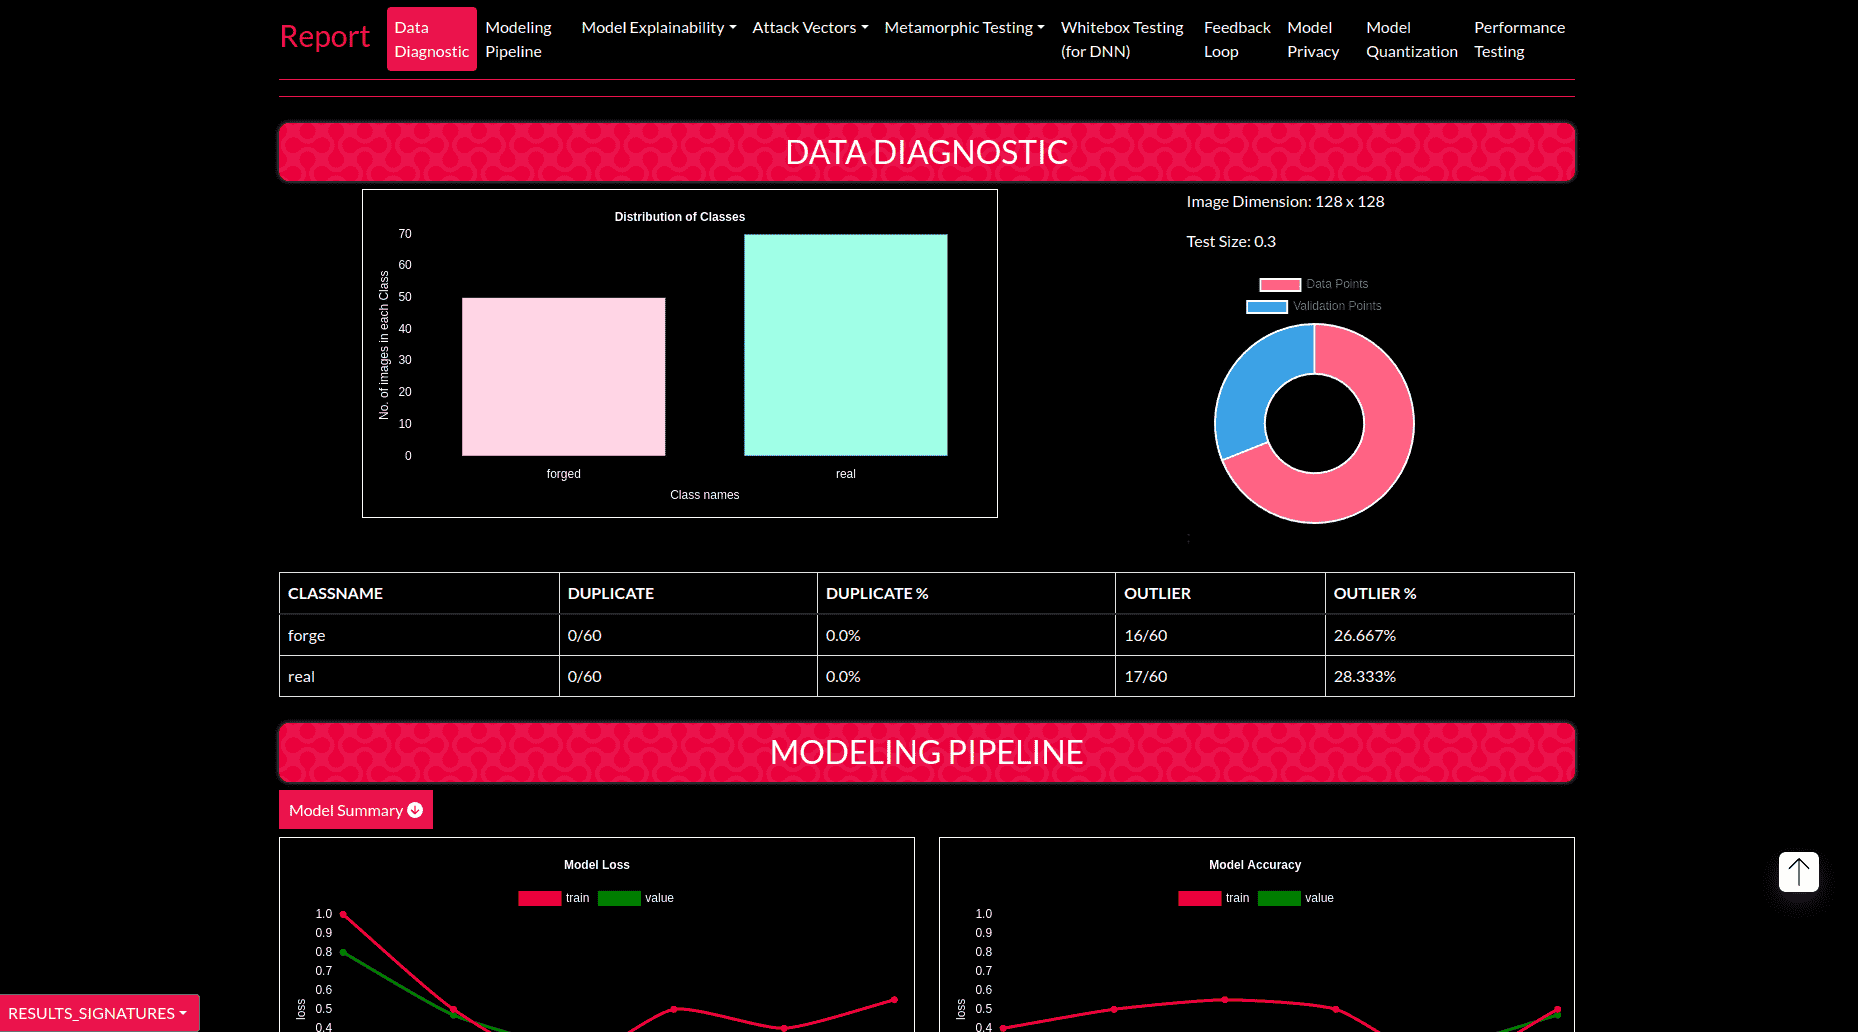 Report
Data Diagnostic
Modeling Pipeline
Model Explainability
Attack Vectors
Metamorphic Testing
Whitebox Testing (for DNN)
Feedback Loop
Model Privacy
Model Quantization
Performance Testing
DATA DIAGNOSTIC
Distribution of Classes
No. of images in each Class
70
60
50
40
30
20
10
0
forged real
Class names
Image Dimension: 128 x 128
Test Size: 0.3
Data Points
Validation Points
;
CLASSNAME DUPLICATE DUPLICATE % OUTLIER OUTLIER %
forge 0/60 0.0% 16/60 26.667%
real 0/60 0.0% 17/60 28.333%
MODELING PIPELINE
Model Summary
Model Loss
train value
1.0
0.9
0.8
0.7
0.6
0.5
0.4
loss
Model Accuracy
train value
1.0
0.9
0.8
0.7
0.6
0.5
0.4
loss
RESULTS_SIGNATURES